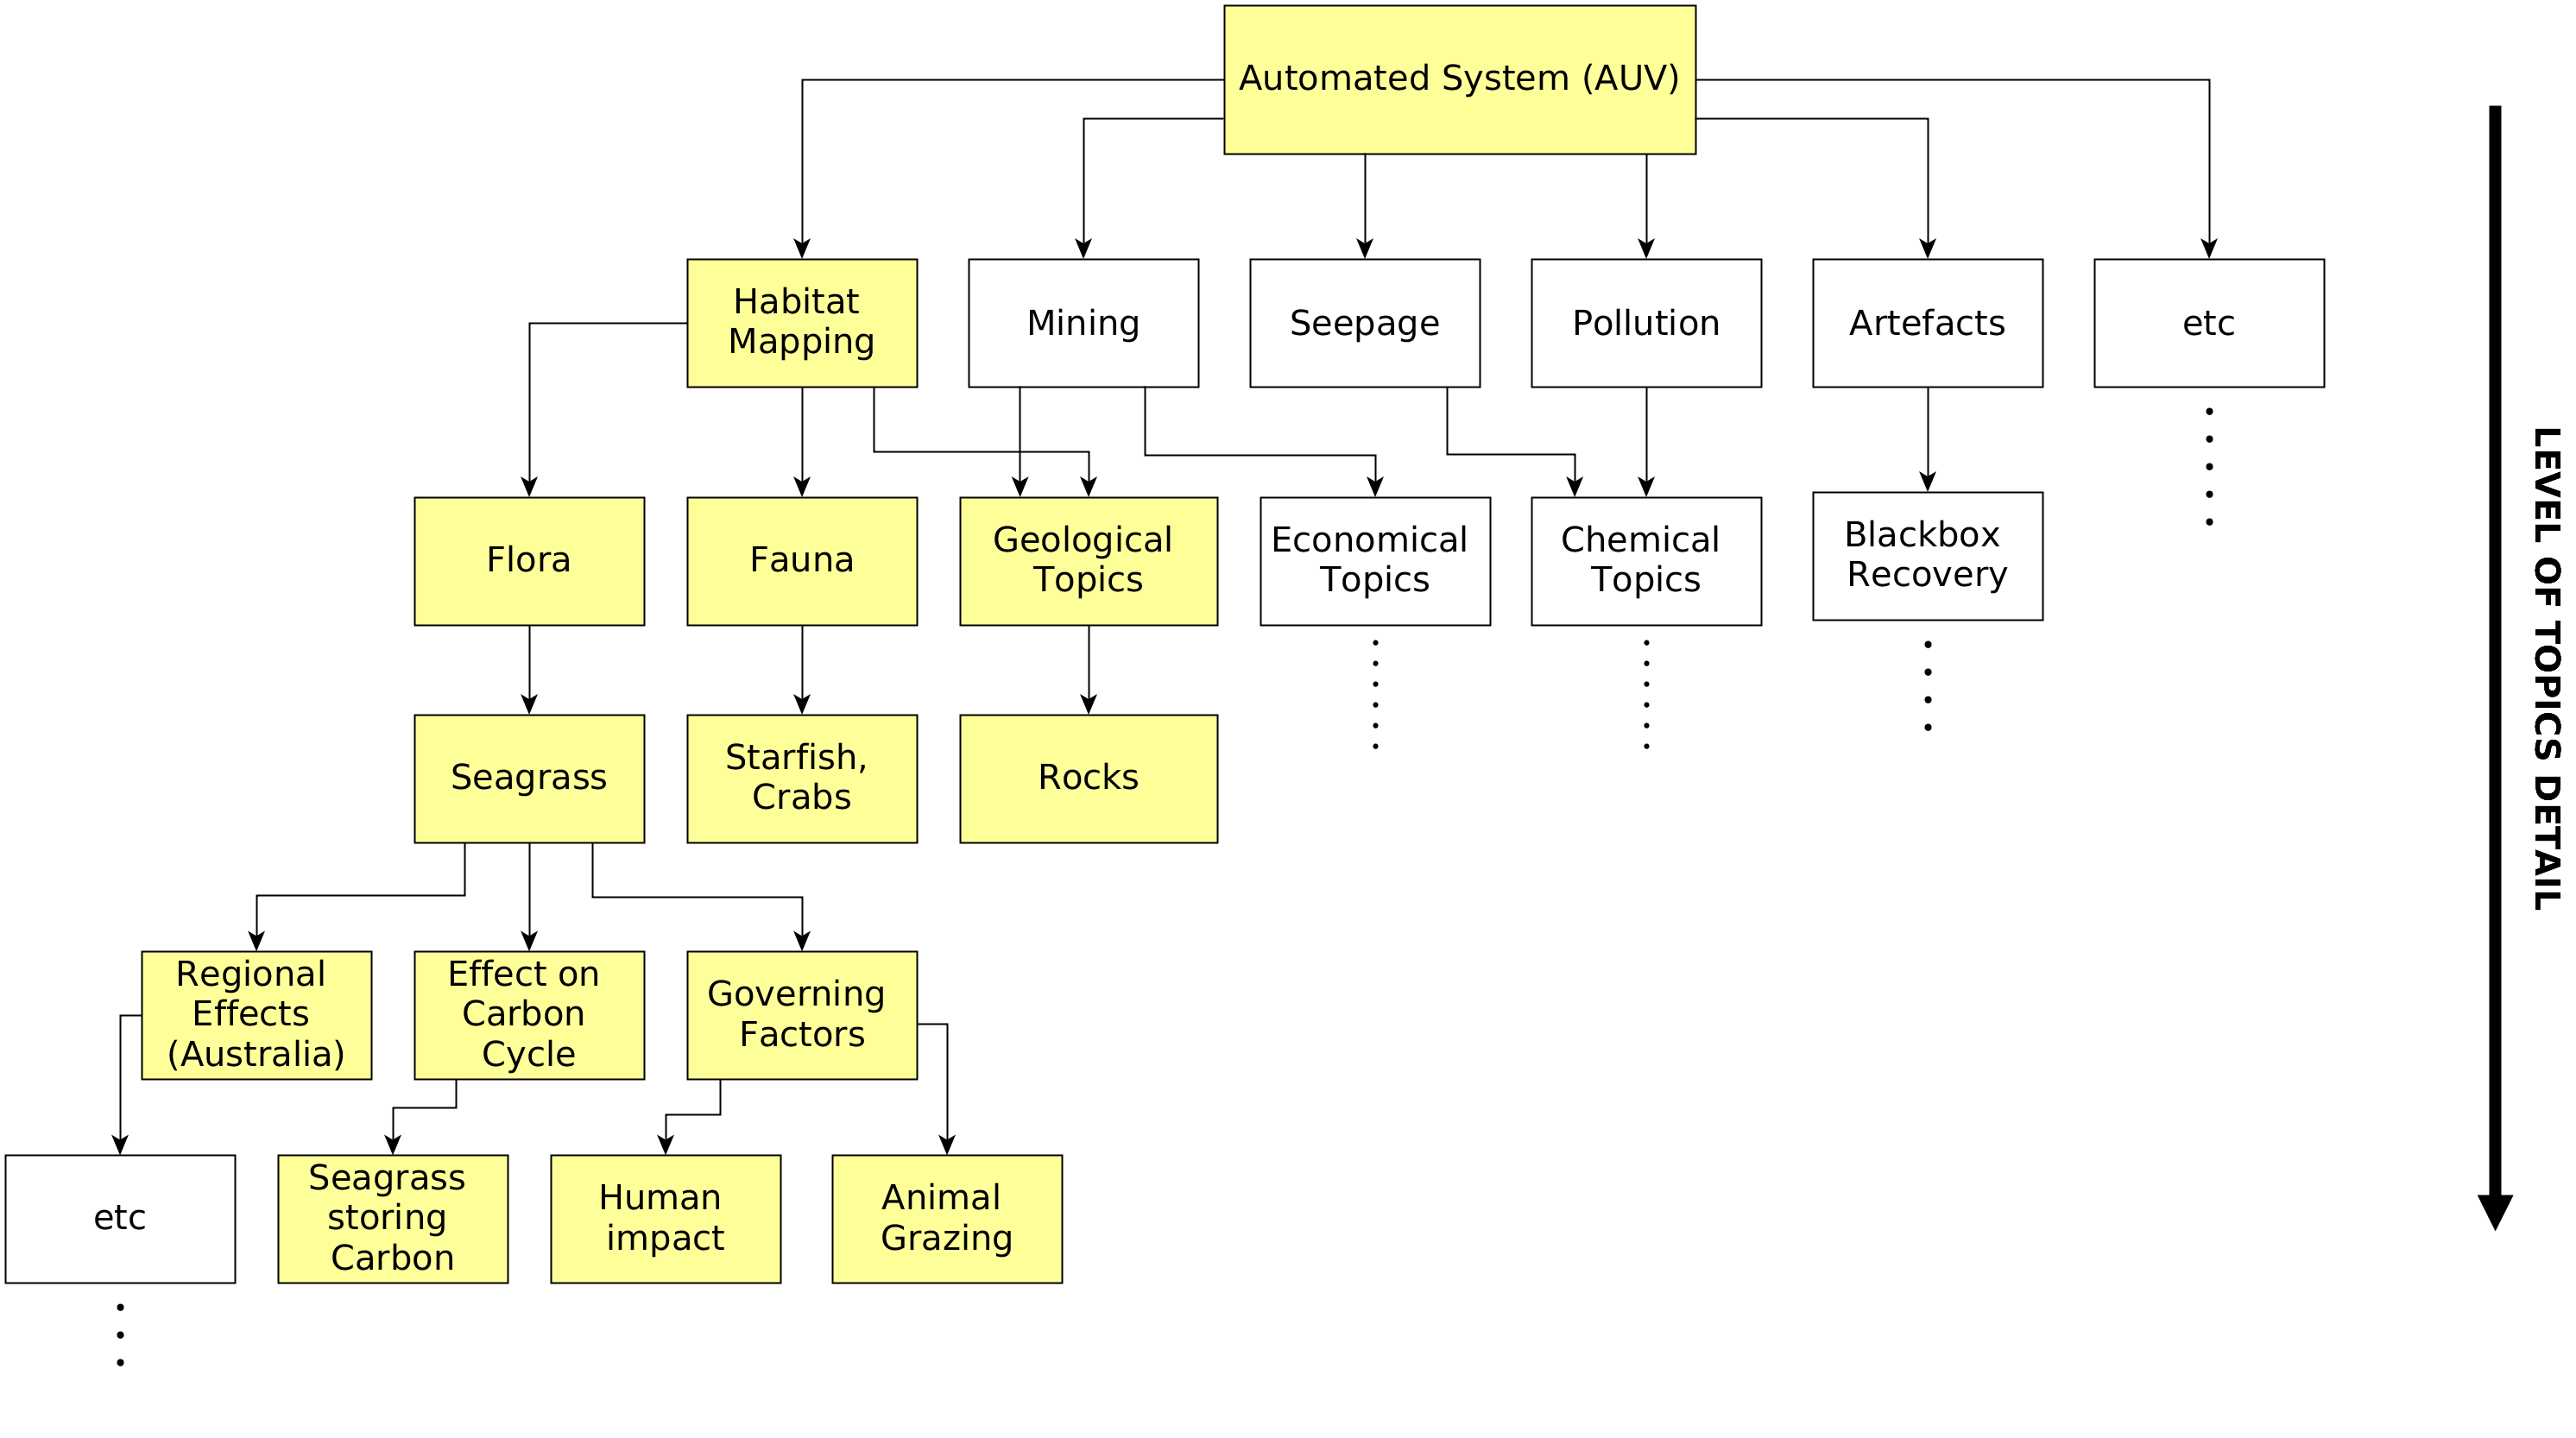 Automated System (AUV)
Habitat
Mapping
Mining
Seepage
Pollution
Artefacts
etc
Flora
Fauna
Geological
Topics
Economical
Topics
Chemical
Topics
Blackbox
Recovery
Seagrass
Starfish,
Crabs
Rocks
Regional
Effects
(Australia)
Effect on
Carbon
Cycle
Governing
Factors
etc
Seagrass
storing
Carbon
Human
impact
Animal
Grazing
LEVEL OF TOPICS DETAIL